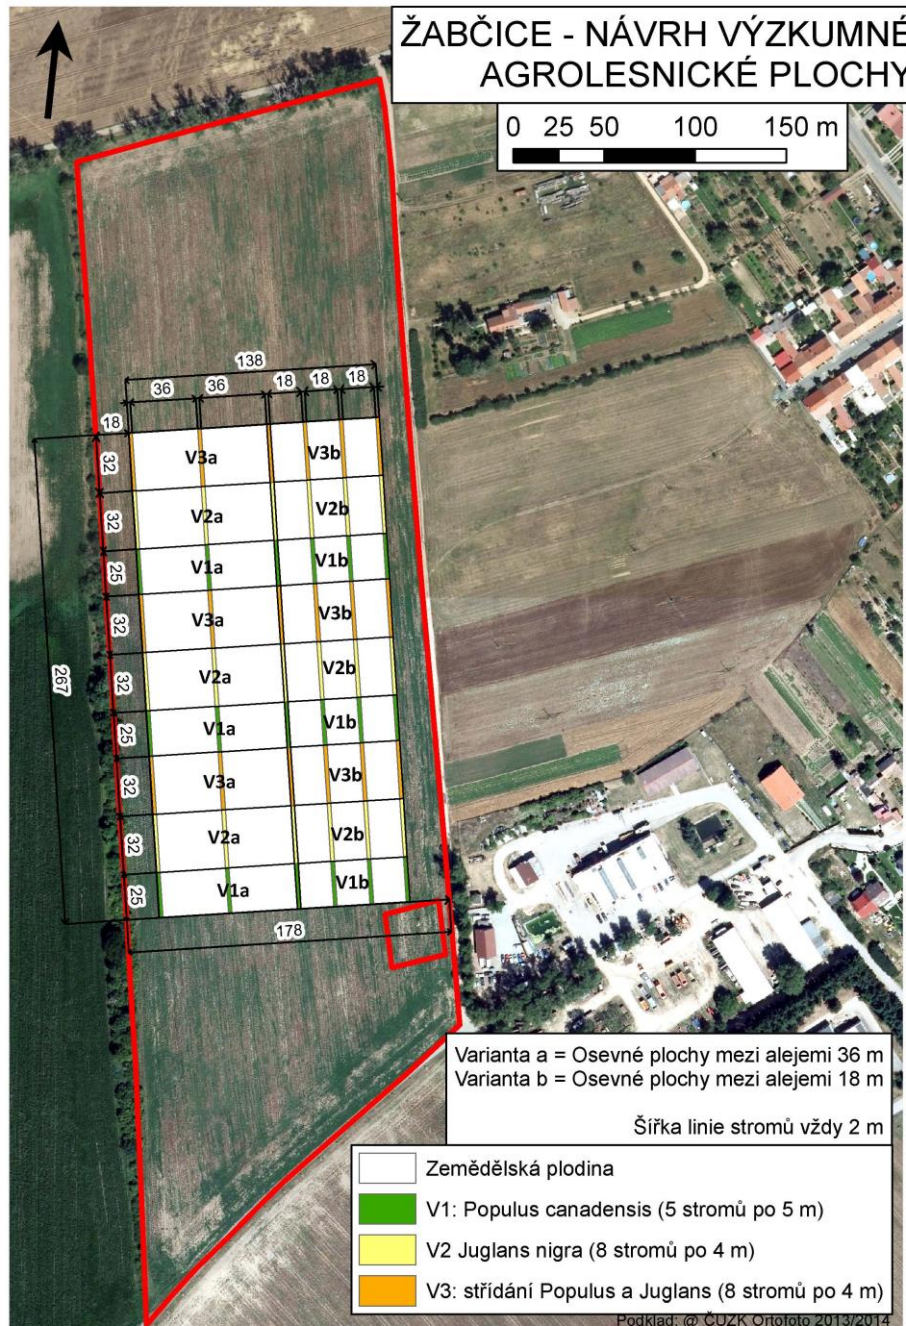 ŽABČICE - NÁVRH VÝZKUMNÉ
AGROLESNICKÉ PLOCHY
0 25 50 100 150 m
138
36 36 18 18 18
18
32 V3a V3b
32 V2a V2b
25 V1a V1b
32 V3a V3b
267
32 V2a V2b
25 V1a V1b
32 V3a V3b
32 V2a V2b
25 V1a V1b
178
Varianta a = Osevné plochy mezi alejemi 36 m
Varianta b = Osevné plochy mezi alejemi 18 m
Šířka linie stromů vždy 2 m
Zemědělská plodina
V1: Populus canadensis (5 stromů po 5 m)
V2 Juglans nigra (8 stromů po 4 m)
V3: střídání Populus a Juglans (8 stromů po 4 m)
Podklad: @ ČÚZK Ortofoto 2013/2014